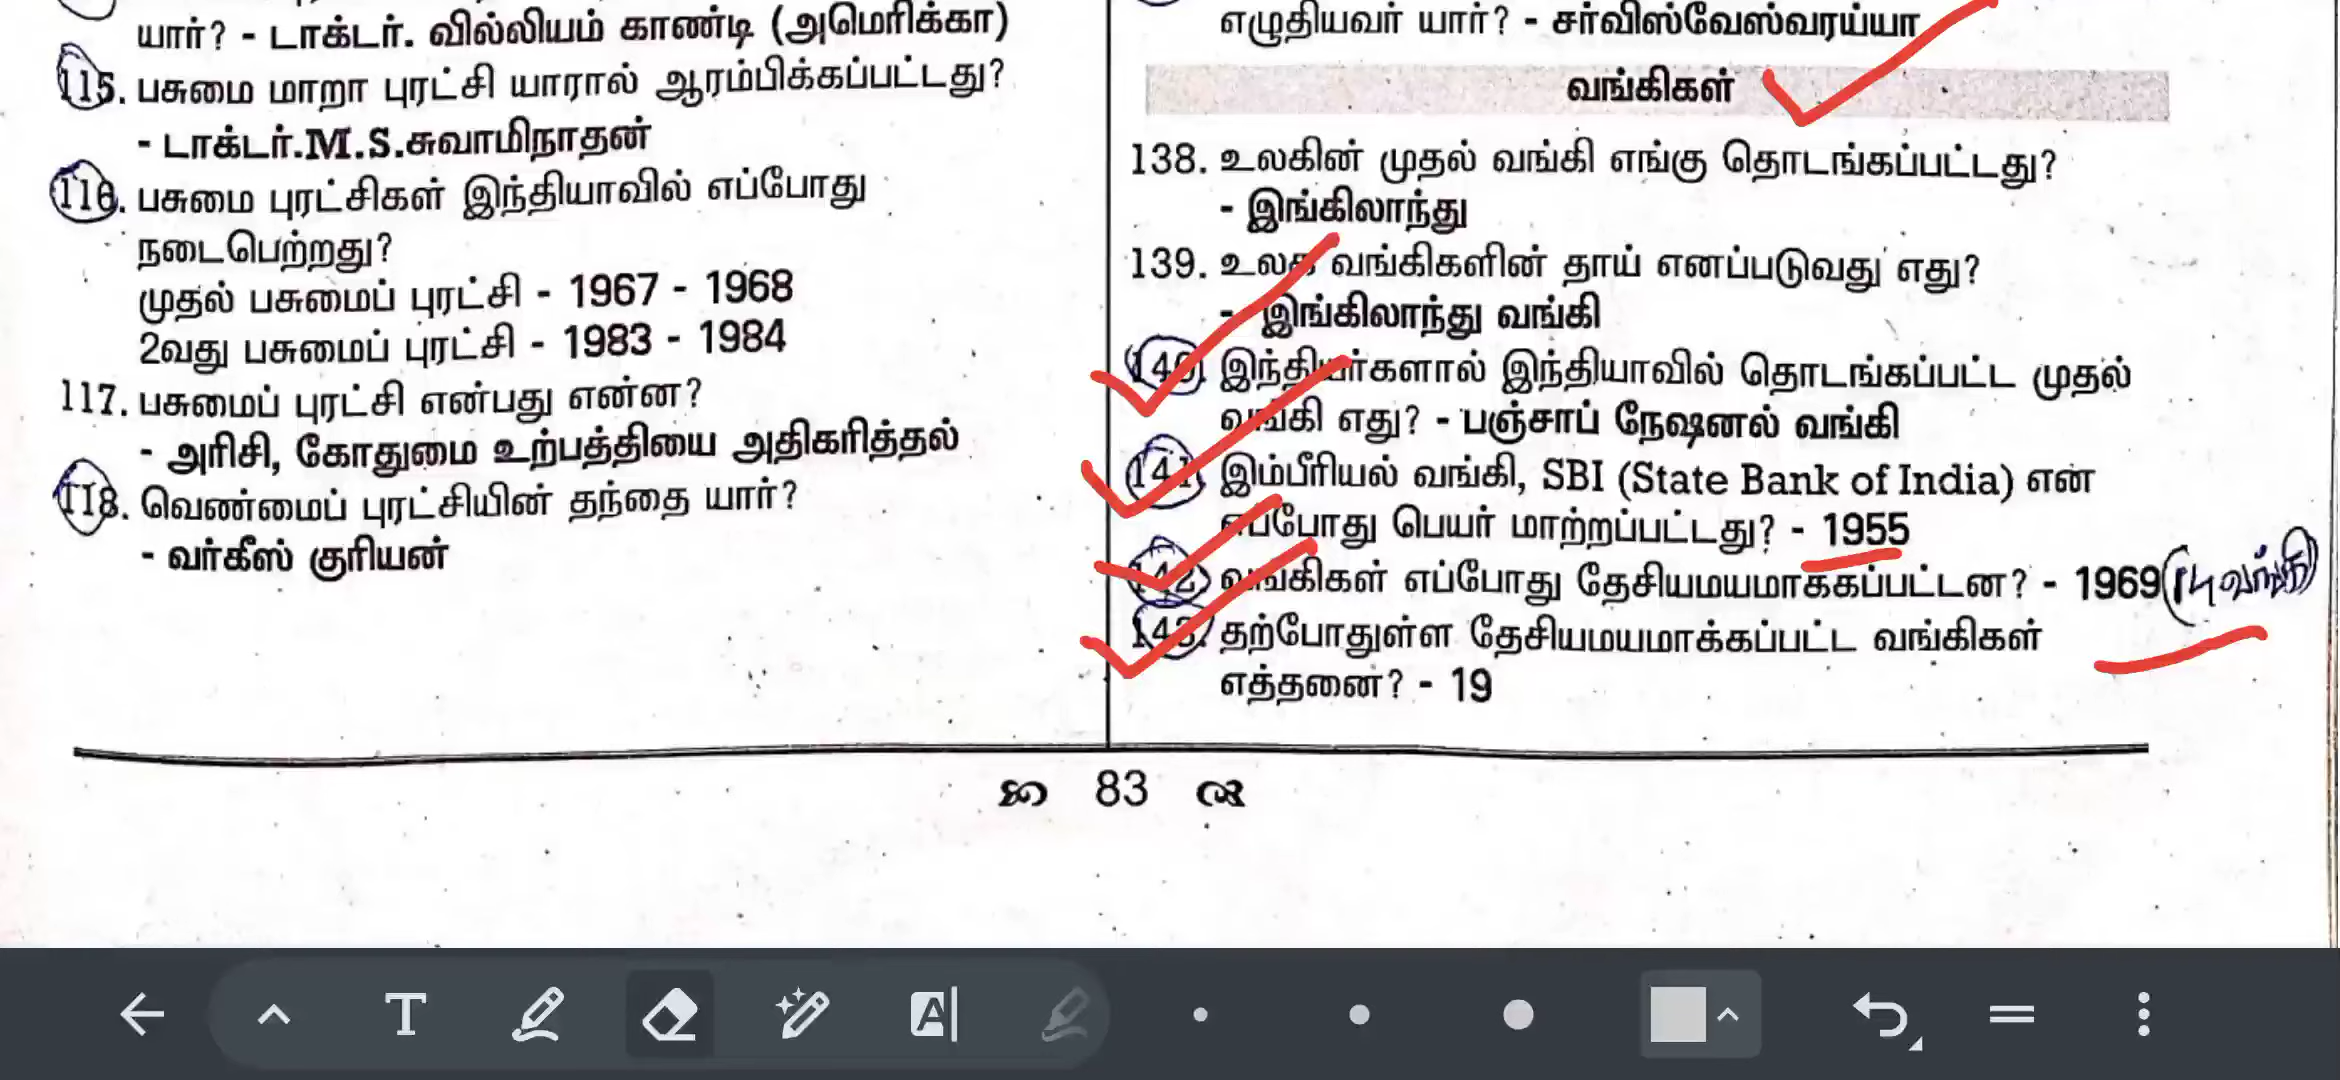 யார்? - டாக்டர். வில்லியம் காண்டி (அமெரிக்கா)
115. பசுமை மாறா புரட்சி யாரால் ஆரம்பிக்கப்பட்டது?
- டாக்டர்.M.S.சுவாமிநாதன்
116. பசுமை புரட்சிகள் இந்தியாவில் எப்போது
நடைபெற்றது?
முதல் பசுமைப் புரட்சி - 1967 - 1968
2வது பசுமைப் புரட்சி - 1983 - 1984
117. பசுமைப் புரட்சி என்பது என்ன?
- அரிசி, கோதுமை உற்பத்தியை அதிகரித்தல்
118. வெண்மைப் புரட்சியின் தந்தை யார்?
- வர்கீஸ் குரியன்
எழுதியவர் யார்? - சர்விஸ்வேஸ்வரய்யா
வங்கிகள்
138. உலகின் முதல் வங்கி எங்கு தொடங்கப்பட்டது?
- இங்கிலாந்து
139. உலக வங்கிகளின் தாய் எனப்படுவது எது?
- இங்கிலாந்து வங்கி
140. இந்தியர்களால் இந்தியாவில் தொடங்கப்பட்ட முதல்
வங்கி எது? - பஞ்சாப் நேஷனல் வங்கி
141. இம்பீரியல் வங்கி, SBI (State Bank of India) என
எப்போது பெயர் மாற்றப்பட்டது? - 1955
142. வங்கிகள் எப்போது தேசியமயமாக்கப்பட்டன? - 1969 (14 வங்கி)
143. தற்போதுள்ள தேசியமயமாக்கப்பட்ட வங்கிகள்
எத்தனை? - 19
83